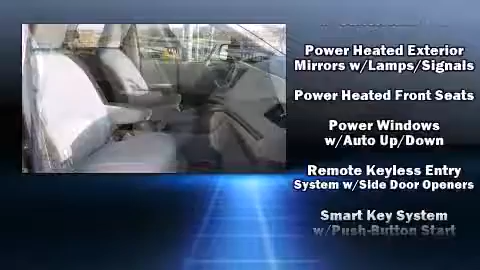 Power Heated Exterior
Mirrors w/Lamps/Signals
Power Heated Front Seats
Power Windows
w/Auto Up/Down
Remote Keyless Entry
System w/Side Door Openers
Smart Key System
w/Push-Button Start